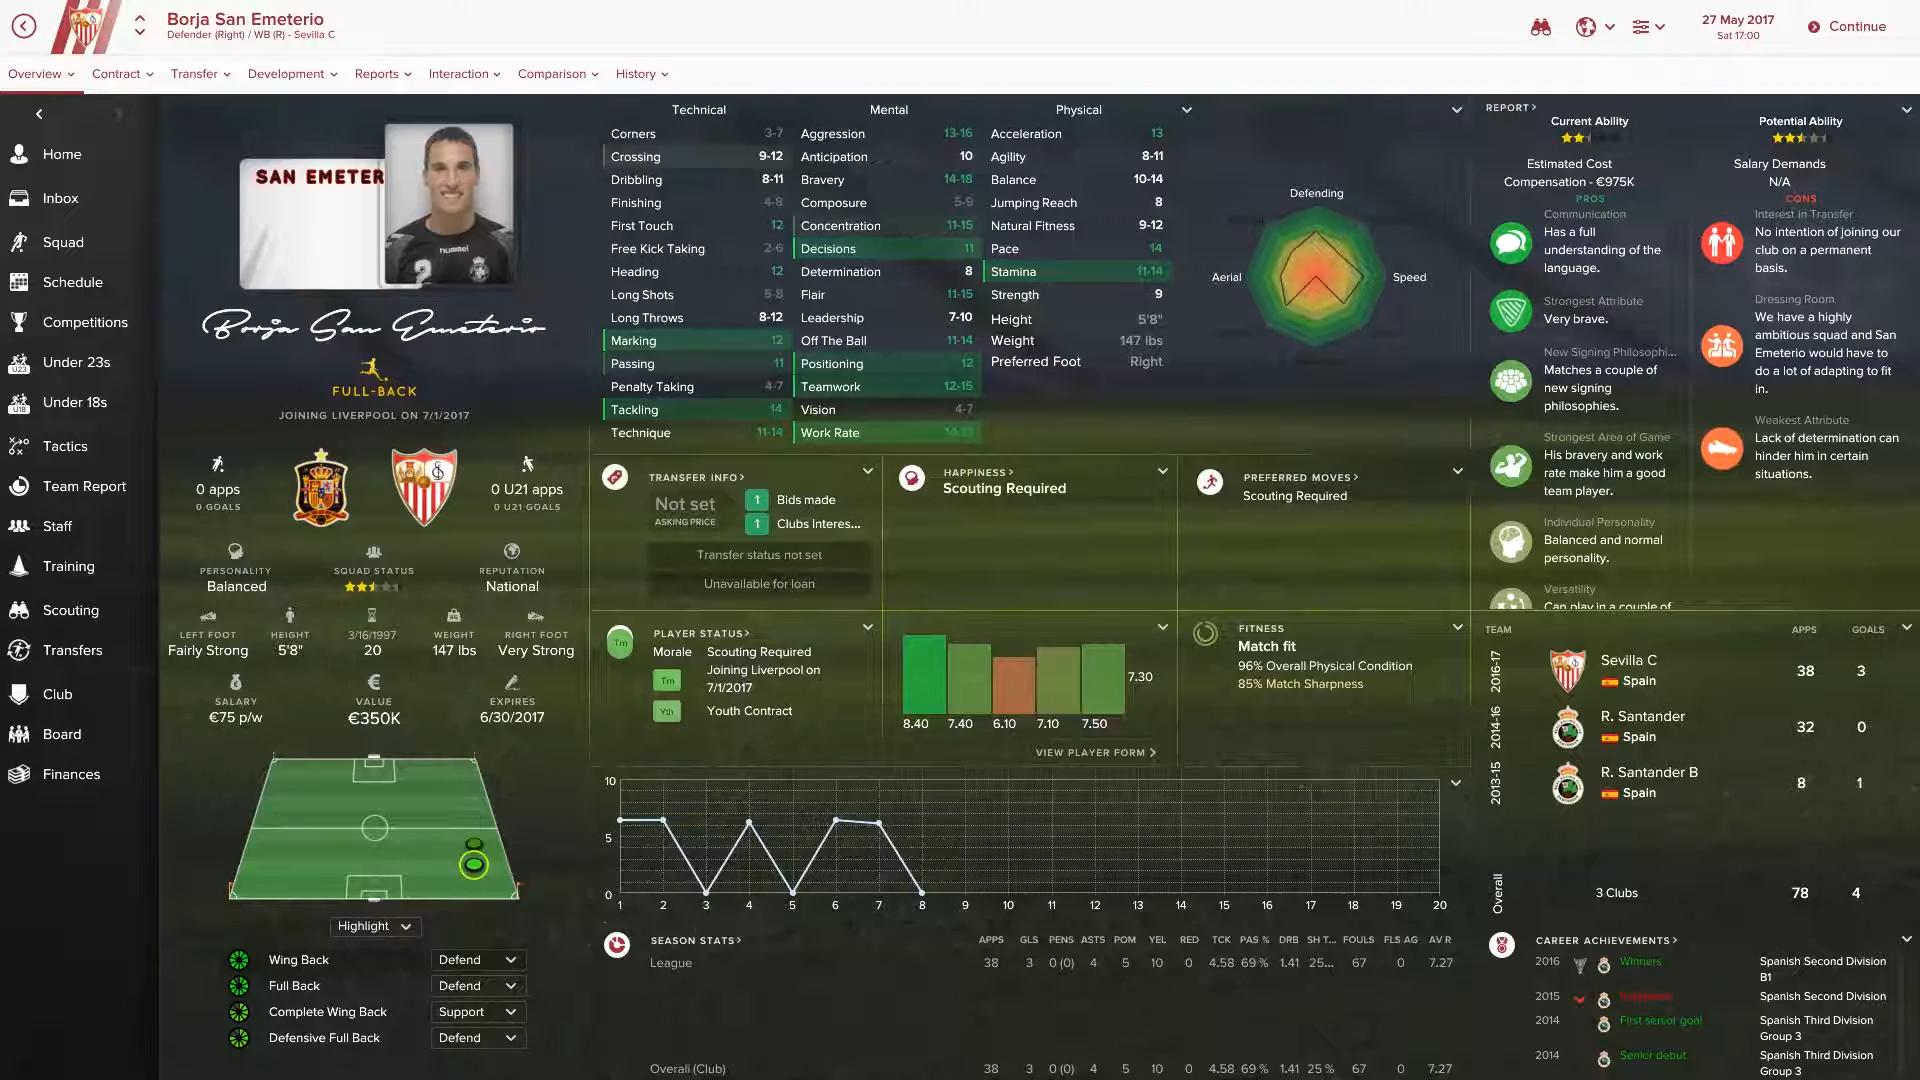 Borja San Emeterio
Defender (Right) / WB (R) - Sevilla C
27 May 2017
Sat 17:00
Continue
Overview
Contract
Transfer
Development
Reports
Interaction
Comparison
History
Home
Inbox
Squad
Schedule
Competitions
Under 23s
Under 18s
Tactics
Team Report
Staff
Training
Scouting
Transfers
Club
Board
Finances
SAN EMETER
hummel
2
Borja San Emeterio
FULL-BACK
JOINING LIVERPOOL ON 7/1/2017
0 apps
0 GOALS
0 U21 apps
0 U21 GOALS
PERSONALITY
Balanced
SQUAD STATUS
REPUTATION
National
LEFT FOOT
Fairly Strong
HEIGHT
5'8"
3/16/1997
20
WEIGHT
147 lbs
RIGHT FOOT
Very Strong
SALARY
€75 p/w
VALUE
€350K
EXPIRES
6/30/2017
Highlight
Wing Back Defend
Full Back Defend
Complete Wing Back Support
Defensive Full Back Defend
Technical
Corners 3-7
Crossing 9-12
Dribbling 8-11
Finishing 4-8
First Touch 12
Free Kick Taking 2-6
Heading 12
Long Shots 5-8
Long Throws 8-12
Marking 12
Passing 11
Penalty Taking 4-7
Tackling 14
Technique 11-14
Mental
Aggression 13-16
Anticipation 10
Bravery 14-18
Composure 5-9
Concentration 11-15
Decisions 11
Determination 8
Flair 11-15
Leadership 7-10
Off The Ball 11-14
Positioning 12
Teamwork 12-15
Vision 4-7
Work Rate
Physical
Acceleration 13
Agility 8-11
Balance 10-14
Jumping Reach 8
Natural Fitness 9-12
Pace 14
Stamina 11-14
Strength 9
Height 5'8"
Weight 147 lbs
Preferred Foot Right
Defending
Aerial
Speed
TRANSFER INFO>
Not set
ASKING PRICE
1 Bids made
1 Clubs Interes...
Transfer status not set
Unavailable for loan
HAPPINESS>
Scouting Required
PREFERRED MOVES>
Scouting Required
Tm
PLAYER STATUS>
Morale Scouting Required
Tm Joining Liverpool on
7/1/2017
Yth Youth Contract
7.30
8.40 7.40 6.10 7.10 7.50
VIEW PLAYER FORM >
FITNESS
Match fit
96% Overall Physical Condition
85% Match Sharpness
10
5
0
1 2 3 4 5 6 7 8 9 10 11 12 13 14 15 16 17 18 19 20
SEASON STATS> APPS GLS PENS ASTS POM YEL RED TCK PAS % DRB SH T... FOULS FLS AG AV R
League 38 3 0 (0) 4 5 10 0 4.58 69 % 1.41 25... 67 0 7.27
Overall (Club) 38 3 0 (0) 4 5 10 0 4.58 69 % 1.41 25 % 67 0 7.27
REPORT>
Current Ability
Potential Ability
Estimated Cost
Compensation - €975K
Salary Demands
N/A
PROS
Communication
Has a full
understanding of the
language.
Strongest Attribute
Very brave.
New Signing Philosophi...
Matches a couple of
new signing
philosophies.
Strongest Area of Game
His bravery and work
rate make him a good
team player.
Individual Personality
Balanced and normal
personality.
Versatility
Can play in a couple of
CONS
Interest in Transfer
No intention of joining our
club on a permanent
basis.
Dressing Room
We have a highly
ambitious squad and San
Emeterio would have to
do a lot of adapting to fit
in.
Weakest Attribute
Lack of determination can
hinder him in certain
situations.
TEAM APPS GOALS
2016-17 Sevilla C 38 3
Spain
2014-16 R. Santander 32 0
Spain
2013-15 R. Santander B 8 1
Spain
Overall 3 Clubs 78 4
CAREER ACHIEVEMENTS>
2016 Winners Spanish Second Division
B1
2015 Spanish Second Division
2014 First senior goal Spanish Third Division
Group 3
2014 Senior debut Spanish Third Division
Group 3